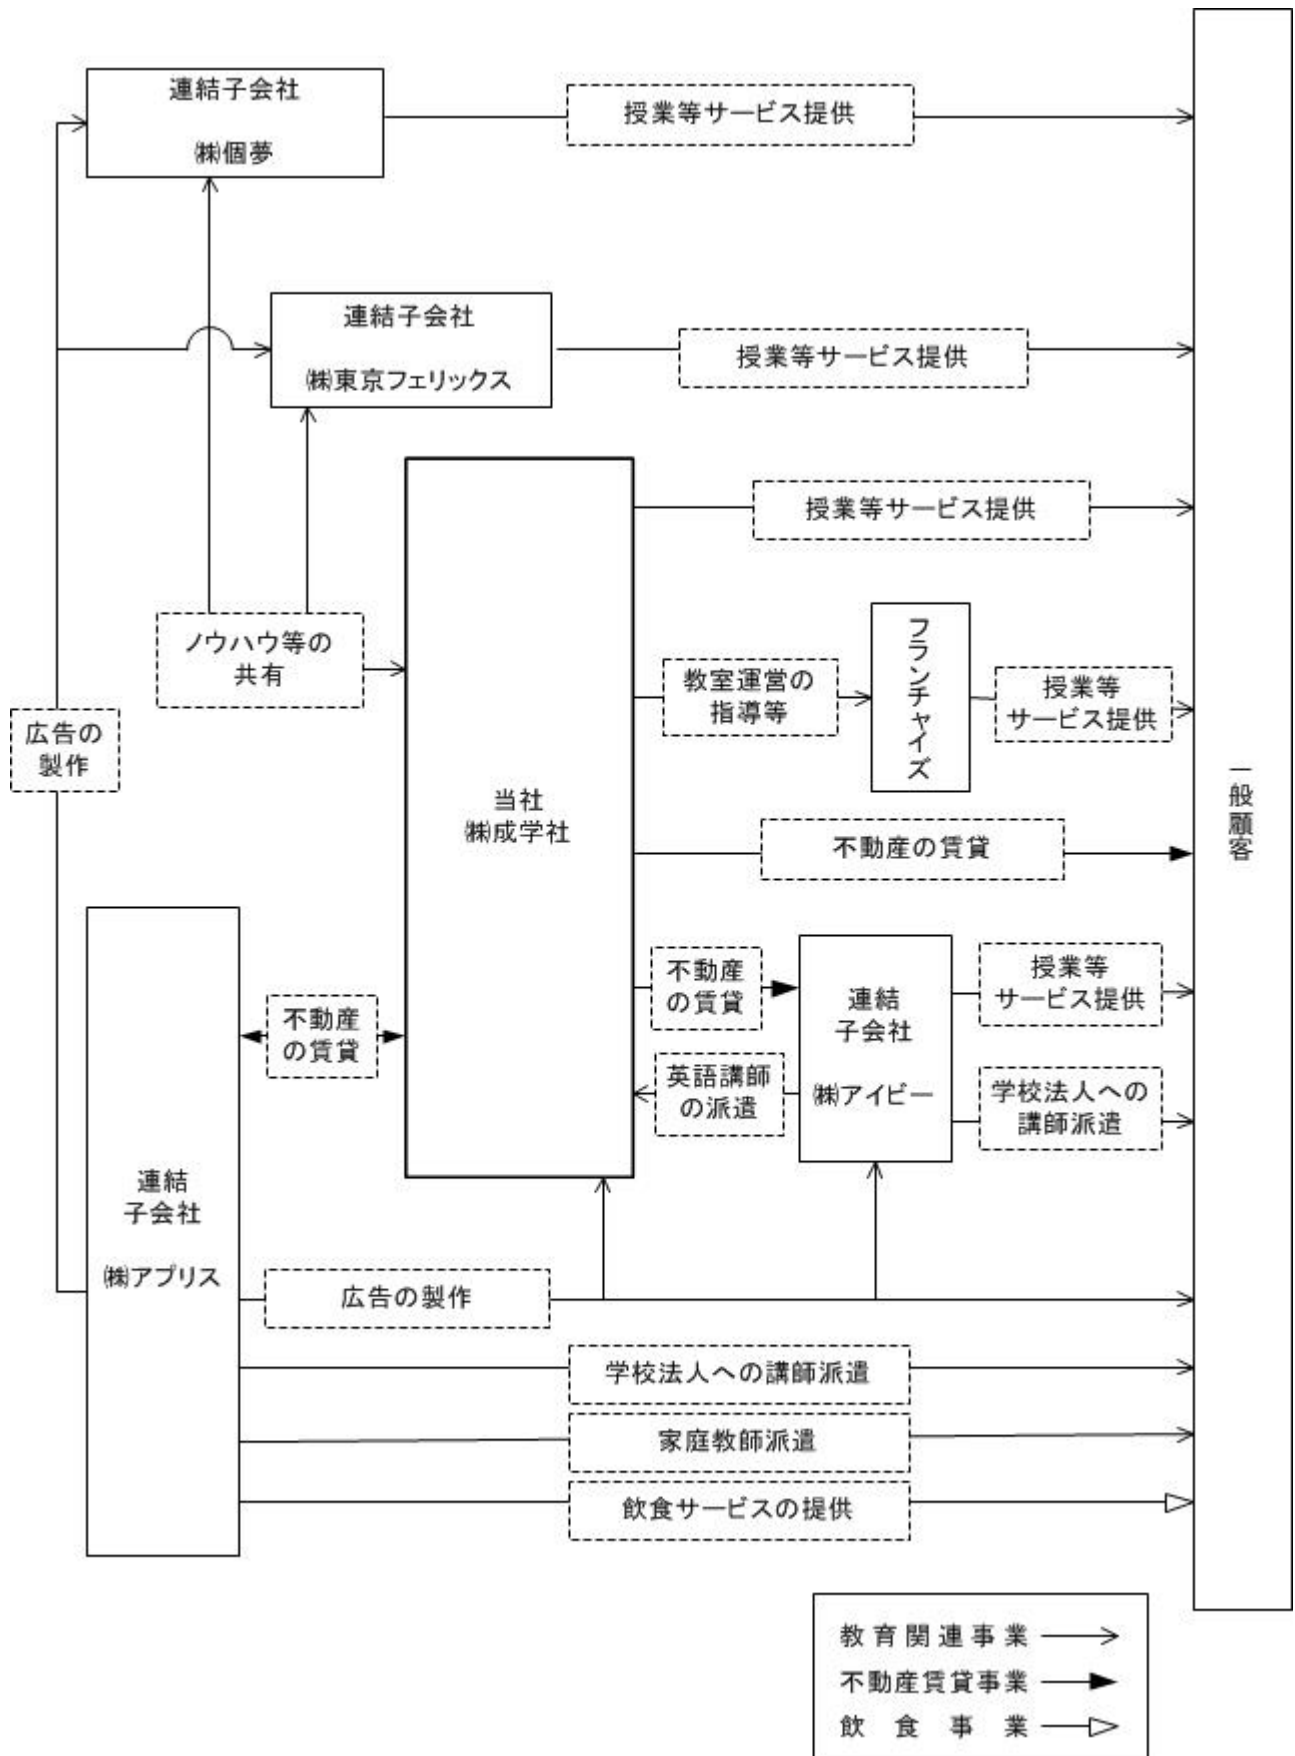 連結子会社
㈱個夢
授業等サービス提供
連結子会社
㈱東京フェリックス
授業等サービス提供
授業等サービス提供
ノウハウ等の
共有
教室運営の
指導等
フランチャイズ
授業等
サービス提供
広告の
製作
当社
㈱成学社
一般顧客
不動産の賃貸
不動産
の賃貸
不動産
の賃貸
連結
子会社
㈱アイビー
授業等
サービス提供
英語講師
の派遣
学校法人への
講師派遣
連結
子会社
㈱アプリス
広告の製作
学校法人への講師派遣
家庭教師派遣
飲食サービスの提供
教育関連事業
不動産賃貸事業
飲食事業